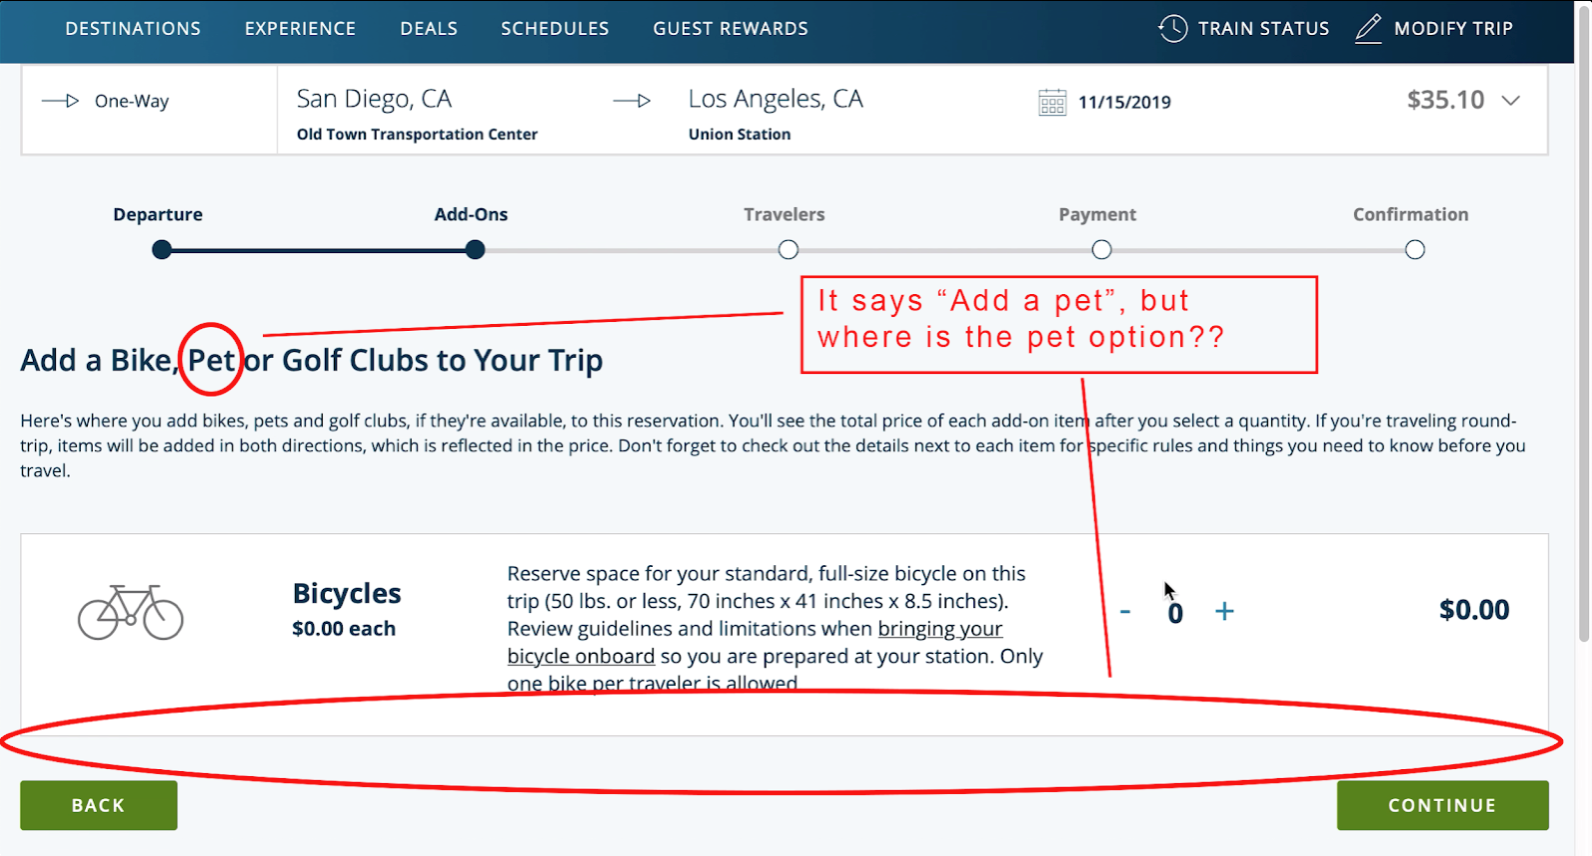 DESTINATIONS EXPERIENCE DEALS SCHEDULES GUEST REWARDS TRAIN STATUS MODIFY TRIP
One-Way San Diego, CA Los Angeles, CA 11/15/2019 $35.10
Old Town Transportation Center Union Station
Departure Add-Ons Travelers Payment Confirmation
It says “Add a pet”, but
where is the pet option??
Add a Bike, Pet or Golf Clubs to Your Trip
Here's where you add bikes, pets and golf clubs, if they're available, to this reservation. You'll see the total price of each add-on item after you select a quantity. If you're traveling round-
trip, items will be added in both directions, which is reflected in the price. Don't forget to check out the details next to each item for specific rules and things you need to know before you
travel.
Bicycles
$0.00 each
Reserve space for your standard, full-size bicycle on this
trip (50 lbs. or less, 70 inches x 41 inches x 8.5 inches).
Review guidelines and limitations when bringing your
bicycle onboard so you are prepared at your station. Only
one bike per traveler is allowed
- 0 + $0.00
BACK CONTINUE